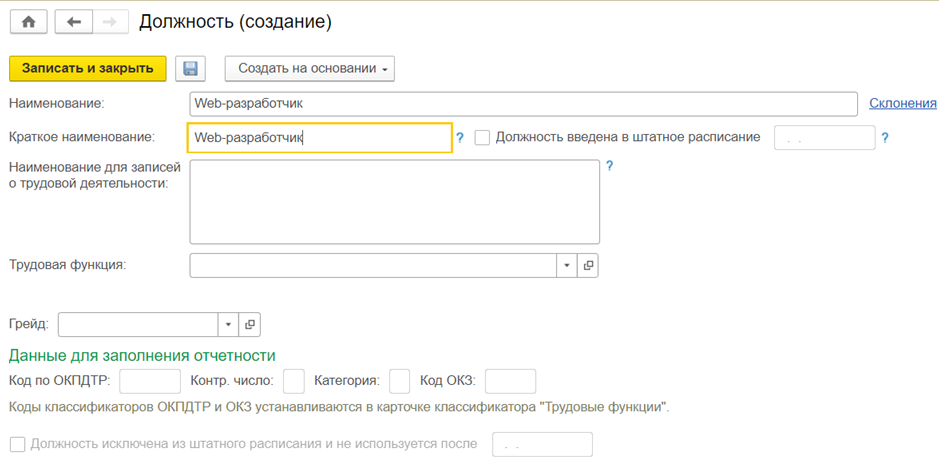 Должность (создание)
Записать и закрыть Создать на основании
Наименование: Web-разработчик Склонения
Краткое наименование: Web-разработчик ? Должность введена в штатное расписание . . ?
Наименование для записей ?
о трудовой деятельности:
Трудовая функция:
Грейд:
Данные для заполнения отчетности
Код по ОКПДТР: Контр. число: Категория: Код ОКЗ:
Коды классификаторов ОКПДТР и ОКЗ устанавливаются в карточке классификатора "Трудовые функции".
Должность исключена из штатного расписания и не используется после . .